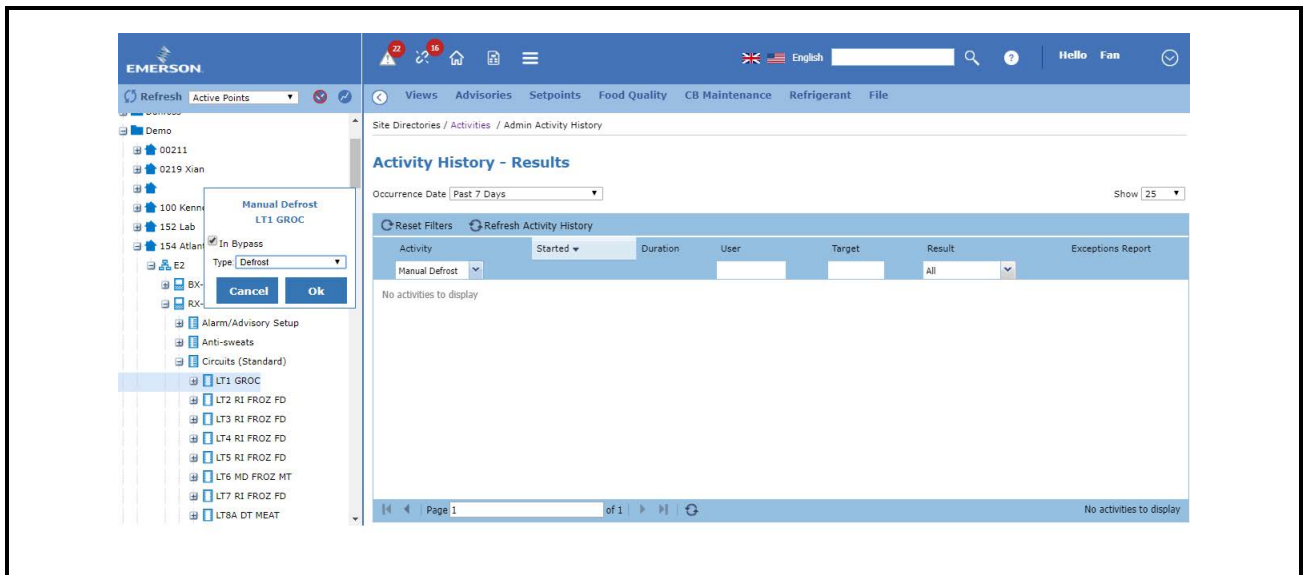 EMERSON
22
16
English
?
Hello Fan
Refresh Active Points
Views Advisories Setpoints Food Quality CB Maintenance Refrigerant File
Demo
00211
0219 Xian
100 Kenn
152 Lab
154 Atlan
E2
BX-
RX-
Alarm/Advisory Setup
Anti-sweats
Circuits (Standard)
LT1 GROC
LT2 RI FROZ FD
LT3 RI FROZ FD
LT4 RI FROZ FD
LT5 RI FROZ FD
LT6 MD FROZ MT
LT7 RI FROZ FD
LT8A DT MEAT
Manual Defrost
LT1 GROC
In Bypass
Type Defrost
Cancel Ok
Site Directories / Activities / Admin Activity History
Activity History - Results
Occurrence Date Past 7 Days
Show 25
Reset Filters Refresh Activity History
Activity Started Duration User Target Result Exceptions Report
Manual Defrost All
No activities to display
Page 1 of 1
No activities to display